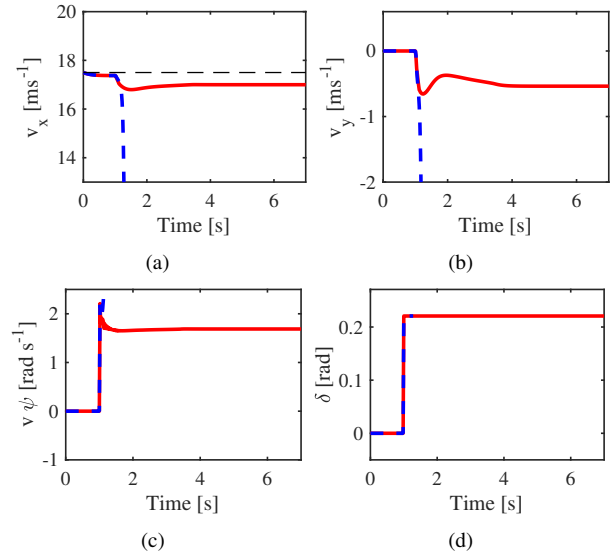 20
18
16
14
v_x [ms^-1]
0 2 4 6
Time [s]
(a)
0
-1
-2
v_y [ms^-1]
0 2 4 6
Time [s]
(b)
2
1
0
-1
v ψ [rad s^-1]
0 2 4 6
Time [s]
(c)
0.2
0.1
0
δ [rad]
0 2 4 6
Time [s]
(d)